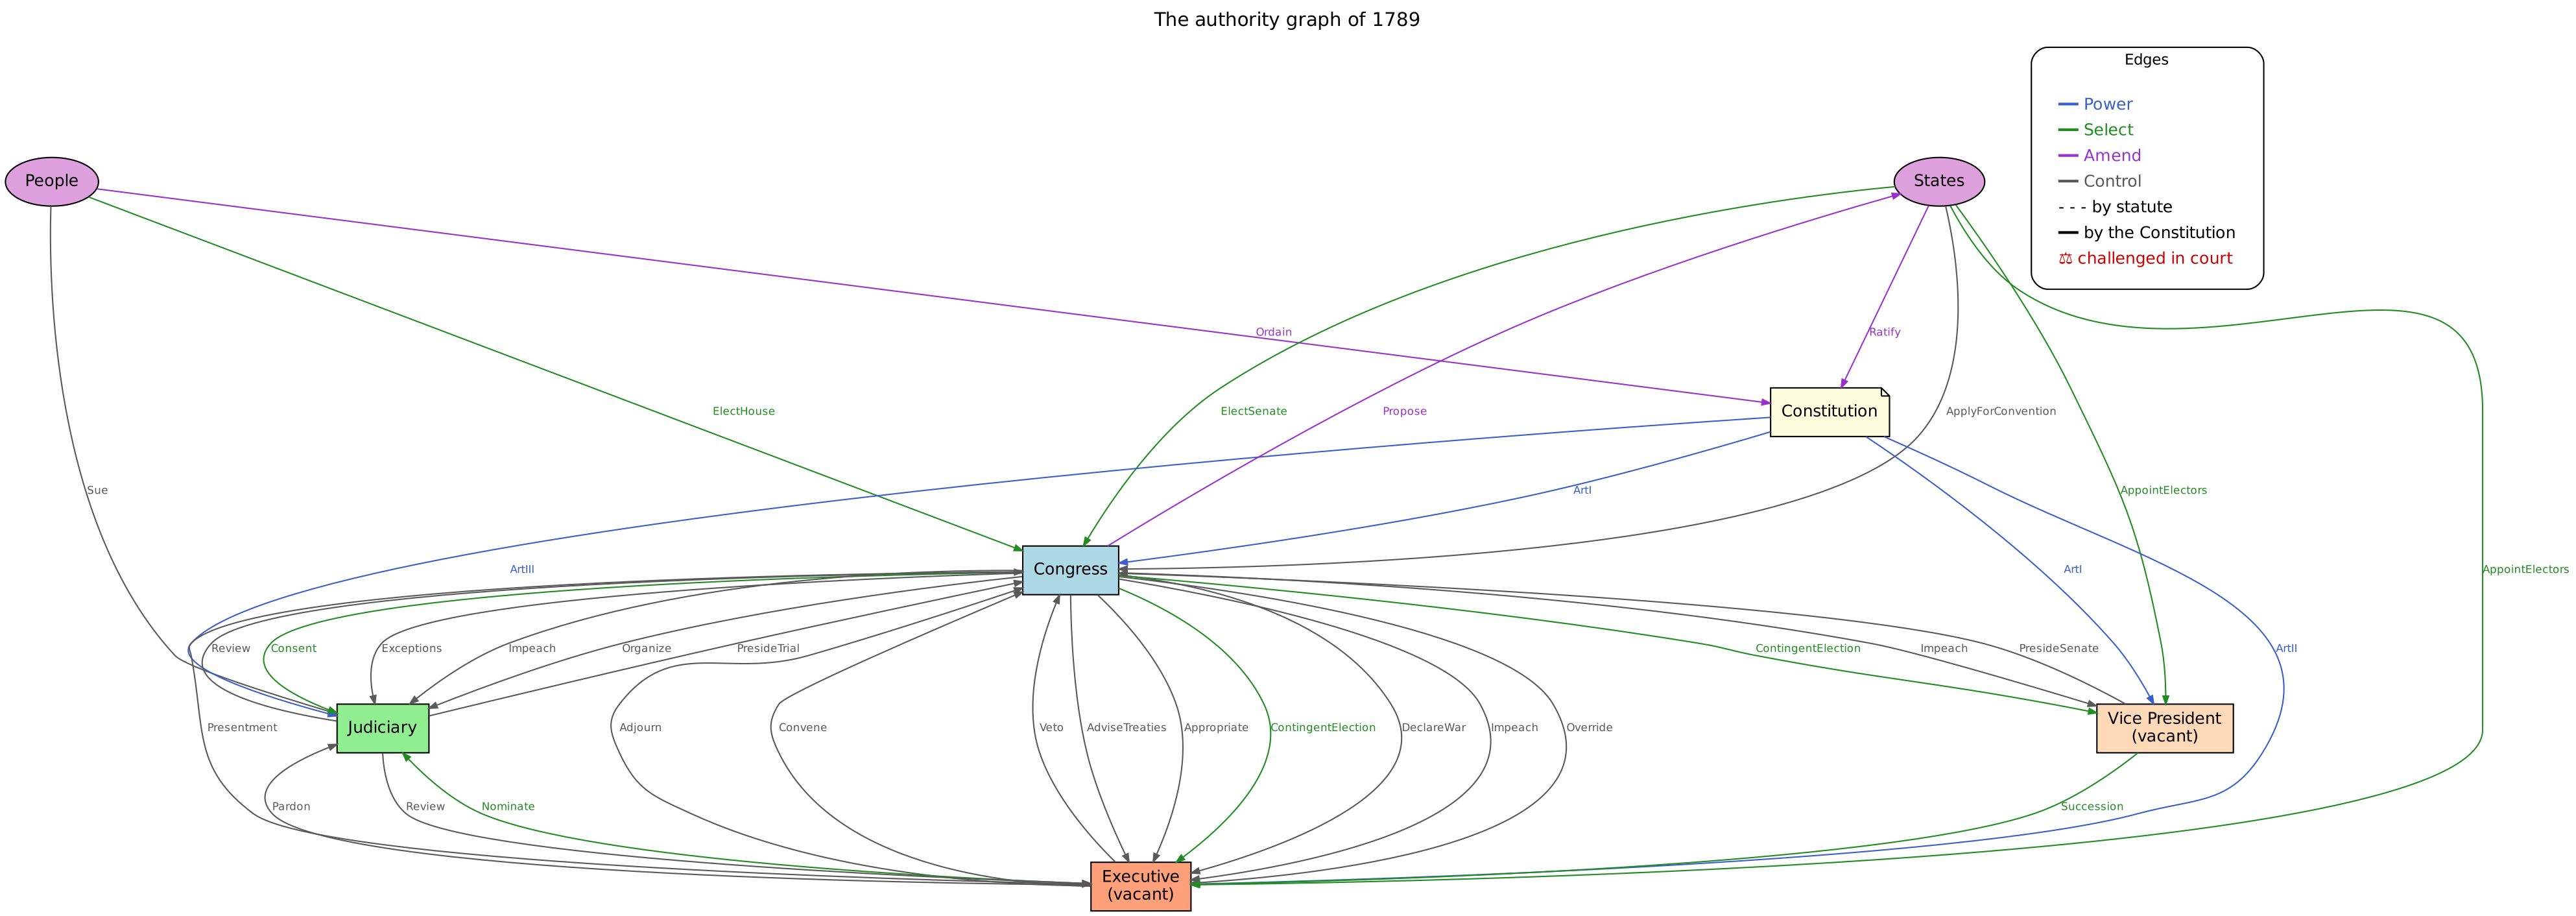 The authority graph of 1789
Edges
Power
Select
Amend
Control
- - - by statute
by the Constitution
⚖ challenged in court
People
States
Ordain
Ratify
Constitution
ElectHouse
ElectSenate
Propose
ApplyForConvention
Sue
ArtI
AppointElectors
ArtIII
Congress
ArtI
AppointElectors
Review
Consent
Exceptions
Impeach
Organize
PresideTrial
ContingentElection
Impeach
PresideSenate
ArtII
Presentment
Judiciary
Adjourn
Convene
Veto
AdviseTreaties
Appropriate
ContingentElection
DeclareWar
Impeach
Override
Vice President
(vacant)
Pardon
Review
Nominate
Succession
Executive
(vacant)